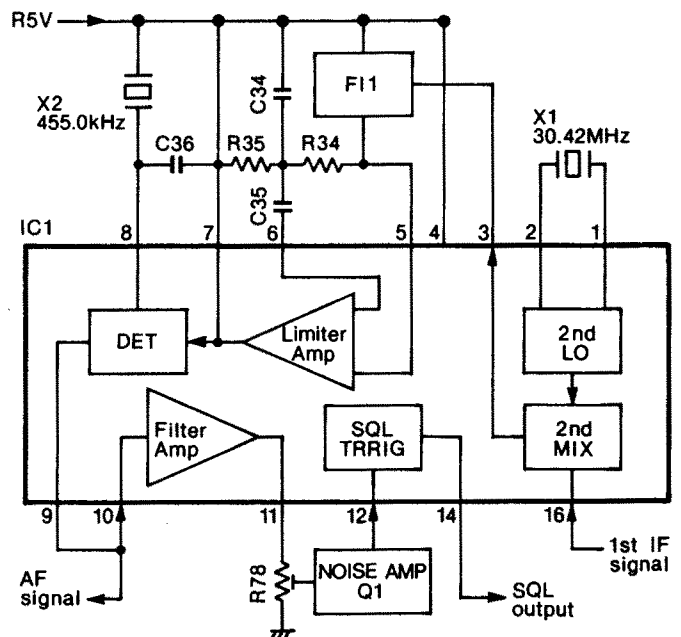 R5V
X2
455.0kHz
C34
FI1
X1
30.42MHz
C36
R35
R34
C35
IC1
8
7
6
5
4
3
2
1
DET
Limiter
Amp
2nd
LO
Filter
Amp
SQL
TRRIG
2nd
MIX
9
10
11
12
14
16
AF
signal
R78
NOISE AMP
Q1
SQL
output
1st IF
signal